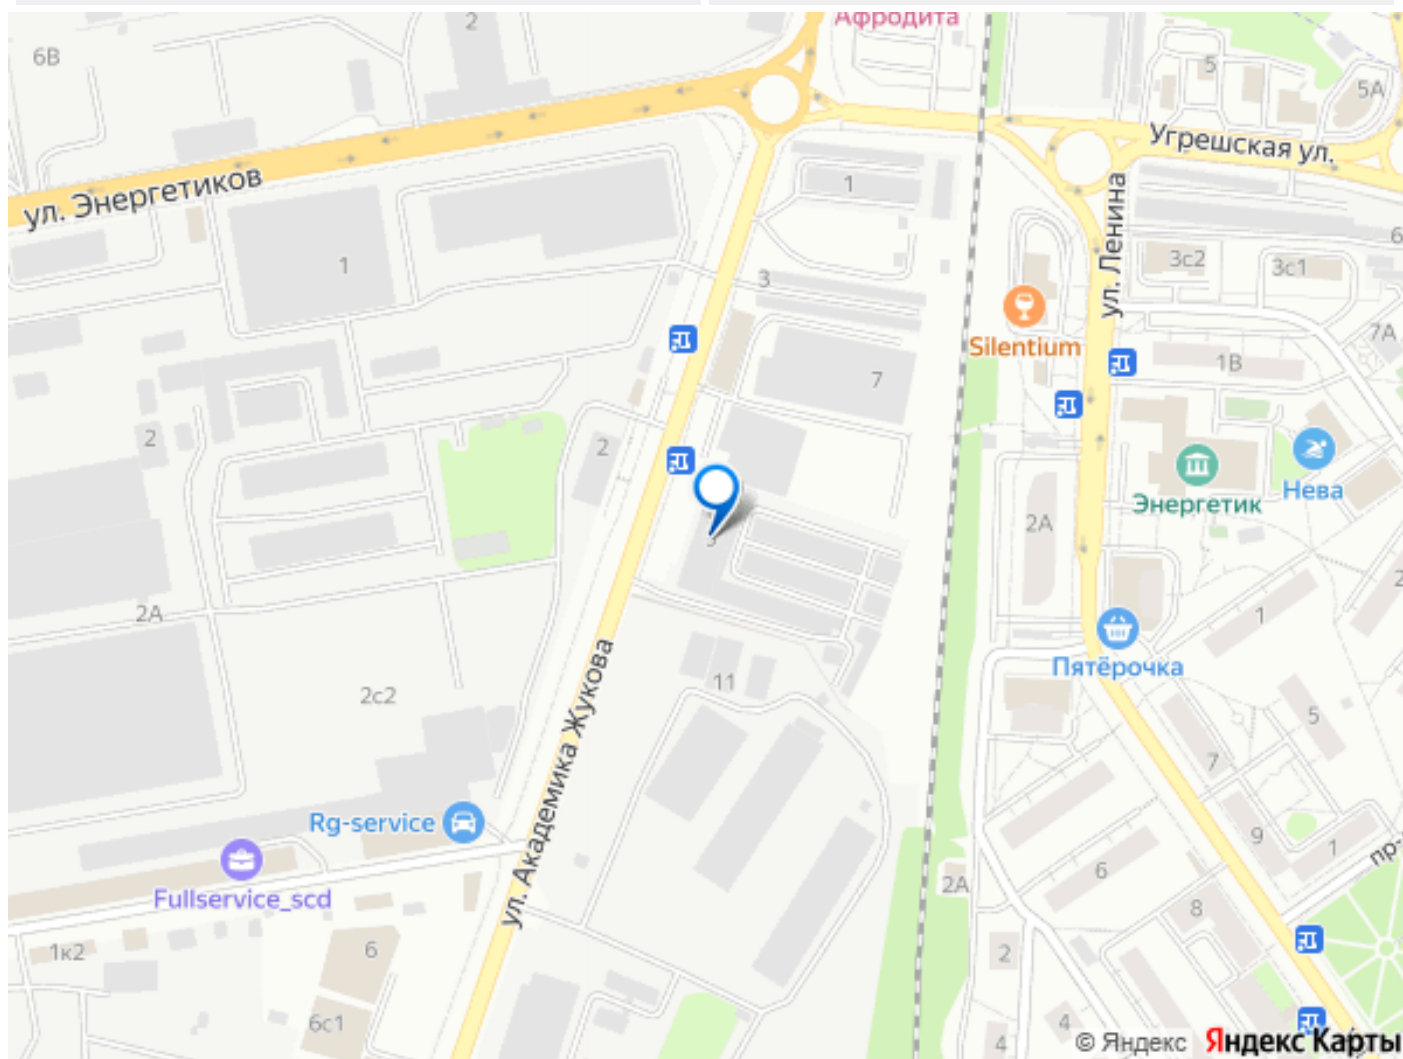 Афродита
2
6В
5
5А
Угрешская ул.
ул. Энергетиков
1
ул. Ленина
6
1
3с2
3с1
3
Silentium
7А
1В
7
2
2
Энергетик
Нева
2А
2А
1
2
Пятёрочка
11
2с2
5
7
ул. Академика Жукова
Rg-service
9
1
пр-
Fullservice_scd
6
2А
8
1к2
6
2
6с1
4
4
© Яндекс
Яндекс Карты